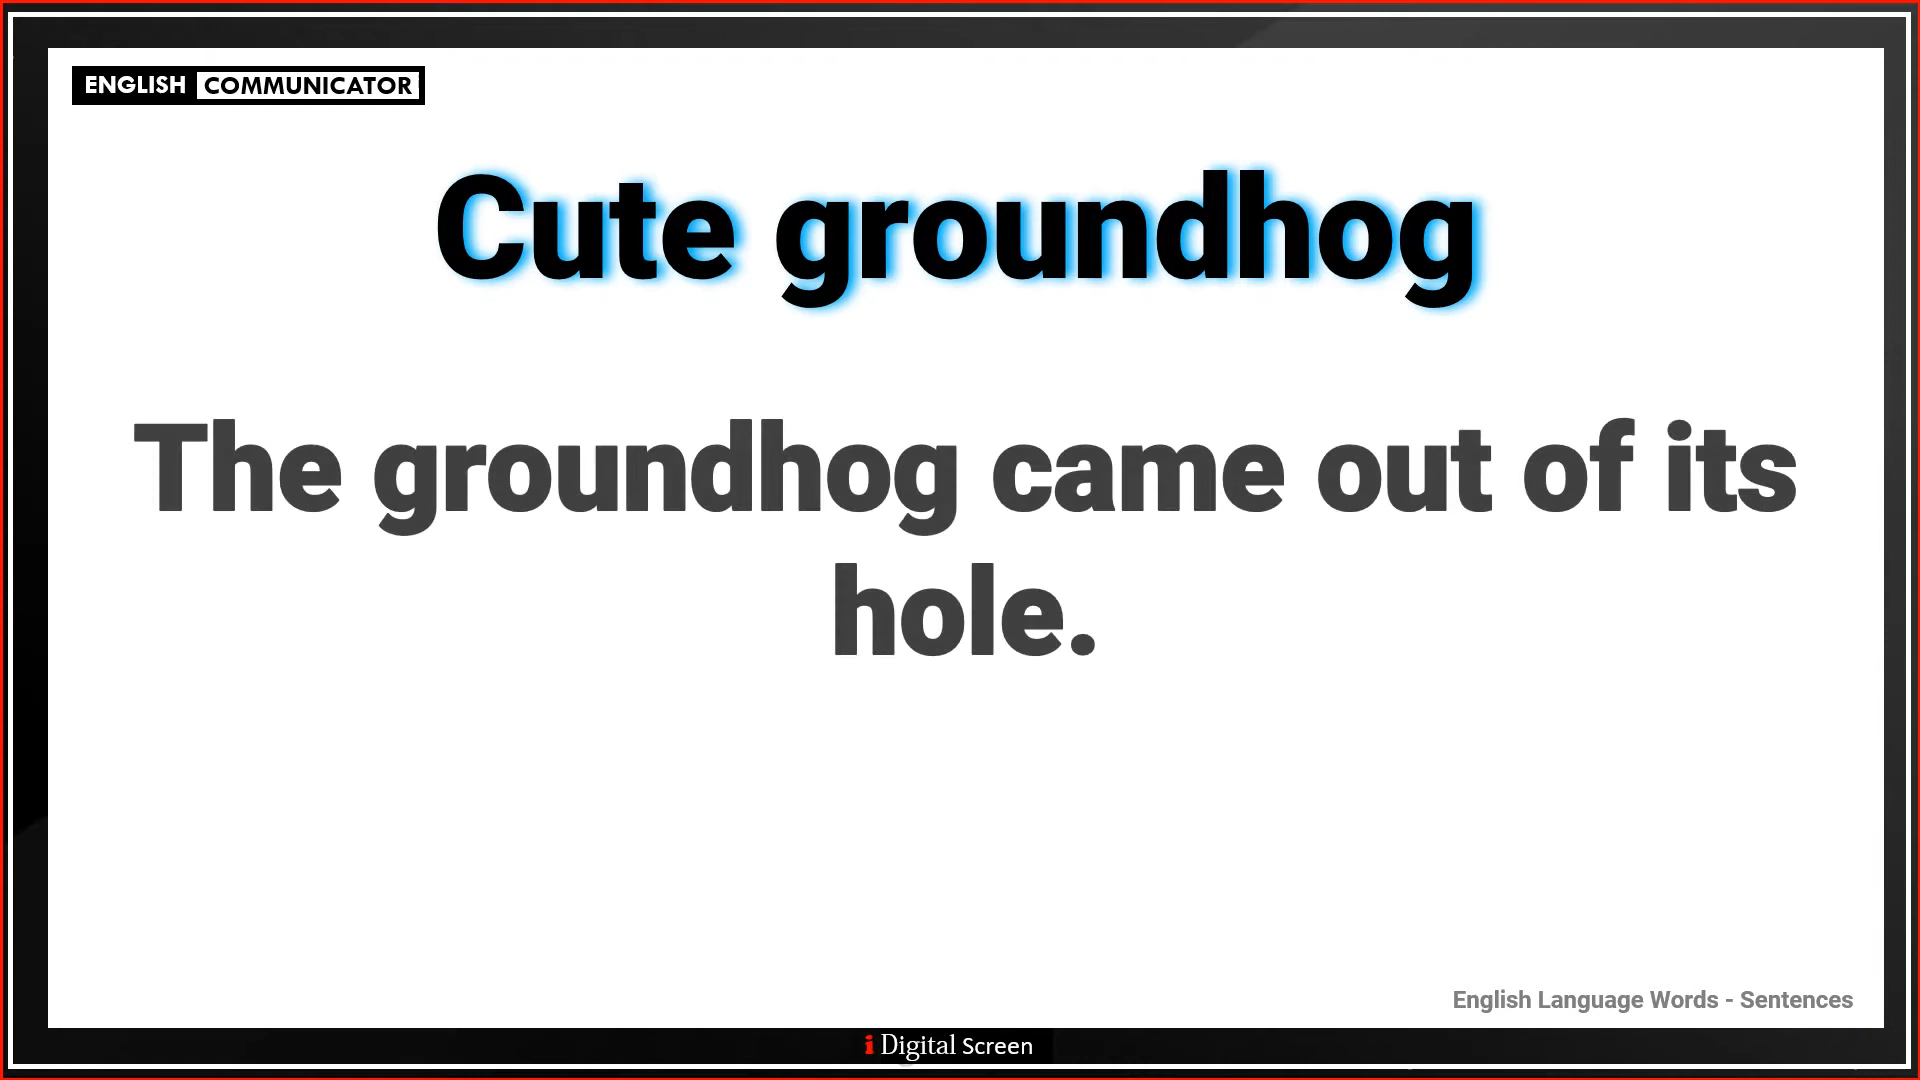 ENGLISH COMMUNICATOR
Cute groundhog
The groundhog came out of its
hole.
English Language Words - Sentences
i Digital Screen